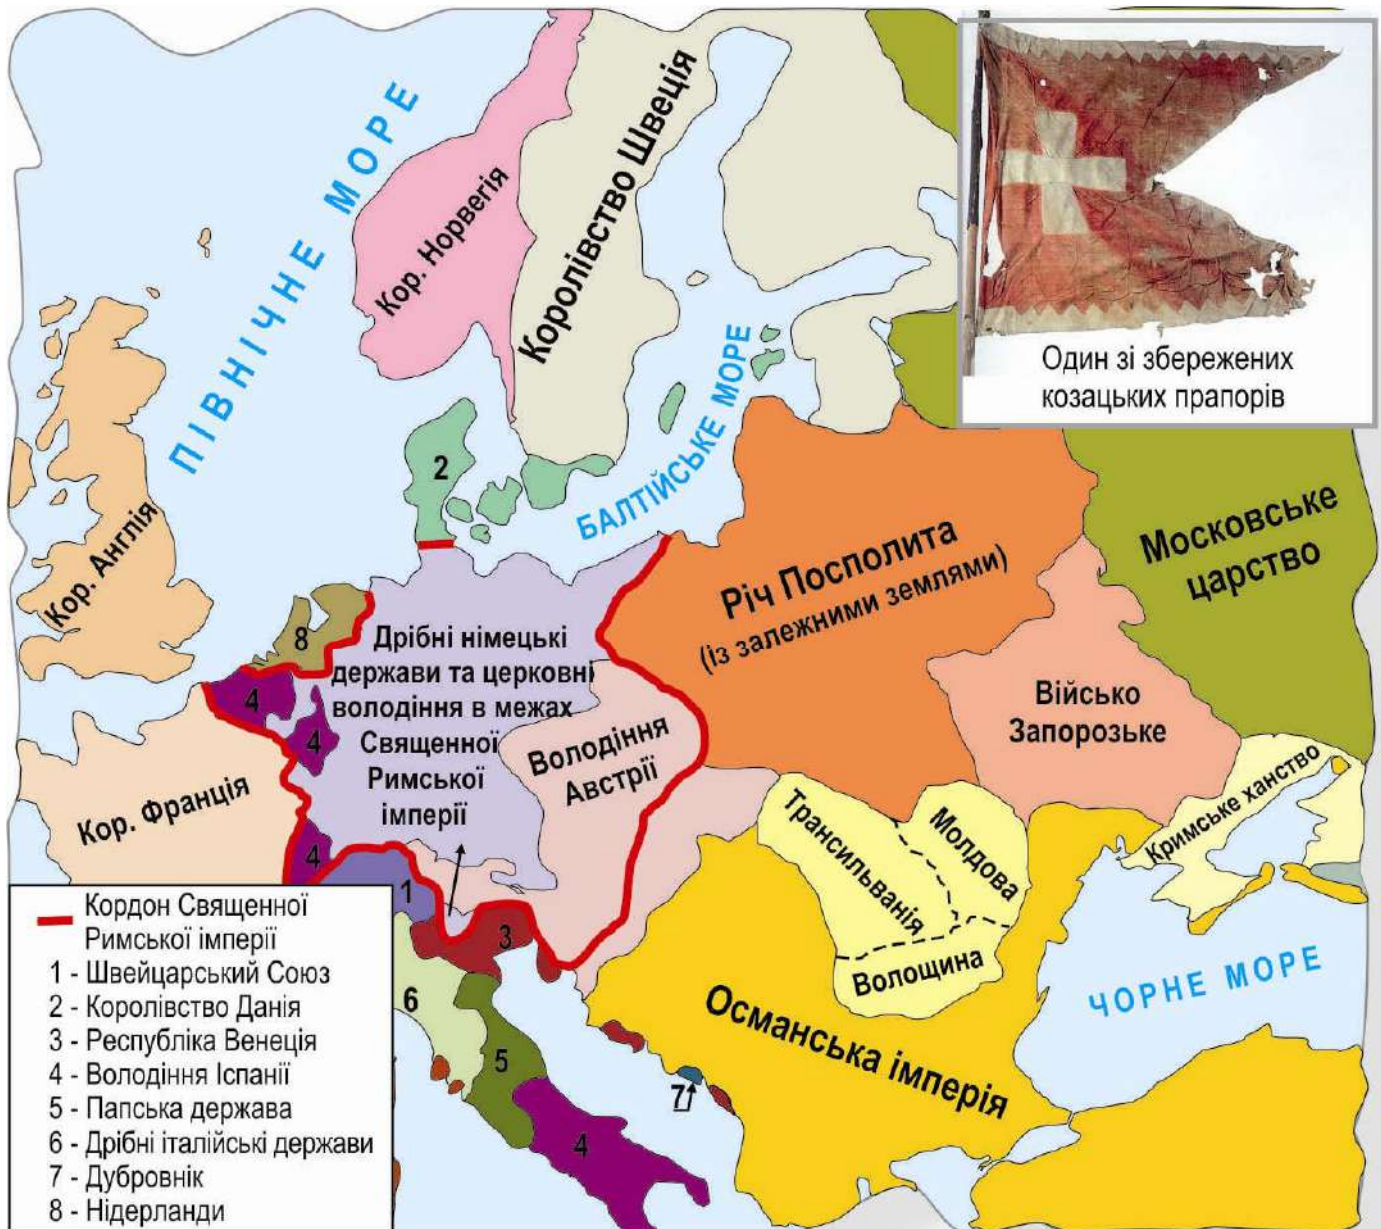 ПІВНІЧНЕ МОРЕ
Кор. Норвегія
Королівство Швеція
Один зі збережених
козацьких прапорів
БАЛТІЙСЬКЕ МОРЕ
2
Кор. Англія
Московське
царство
Річ Посполита
(із залежними землями)
8
Дрібні німецькі
держави та церковні
володіння в межах
Священної
Римської
імперії
4
4
Володіння
Австрії
Військо
Запорозьке
Кор. Франція
Трансильванія
Молдова
Кримське ханство
4
1
3
Волощина
ЧОРНЕ МОРЕ
6
Османська імперія
5
7
4
Кордон Священної
Римської імперії
1 - Швейцарський Союз
2 - Королівство Данія
3 - Республіка Венеція
4 - Володіння Іспанії
5 - Папська держава
6 - Дрібні італійські держави
7 - Дубровнік
8 - Нідерланди